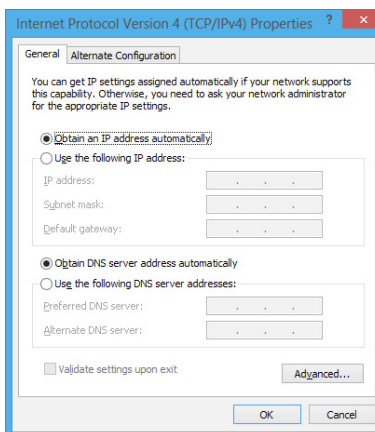 Internet Protocol Version 4 (TCP/IPv4) Properties ? ×
General Alternate Configuration
You can get IP settings assigned automatically if your network supports
this capability. Otherwise, you need to ask your network administrator
for the appropriate IP settings.
Obtain an IP address automatically
Use the following IP address:
IP address: . . .
Subnet mask: . . .
Default gateway: . . .
Obtain DNS server address automatically
Use the following DNS server addresses:
Preferred DNS server: . . .
Alternate DNS server: . . .
Validate settings upon exit
Advanced...
OK Cancel